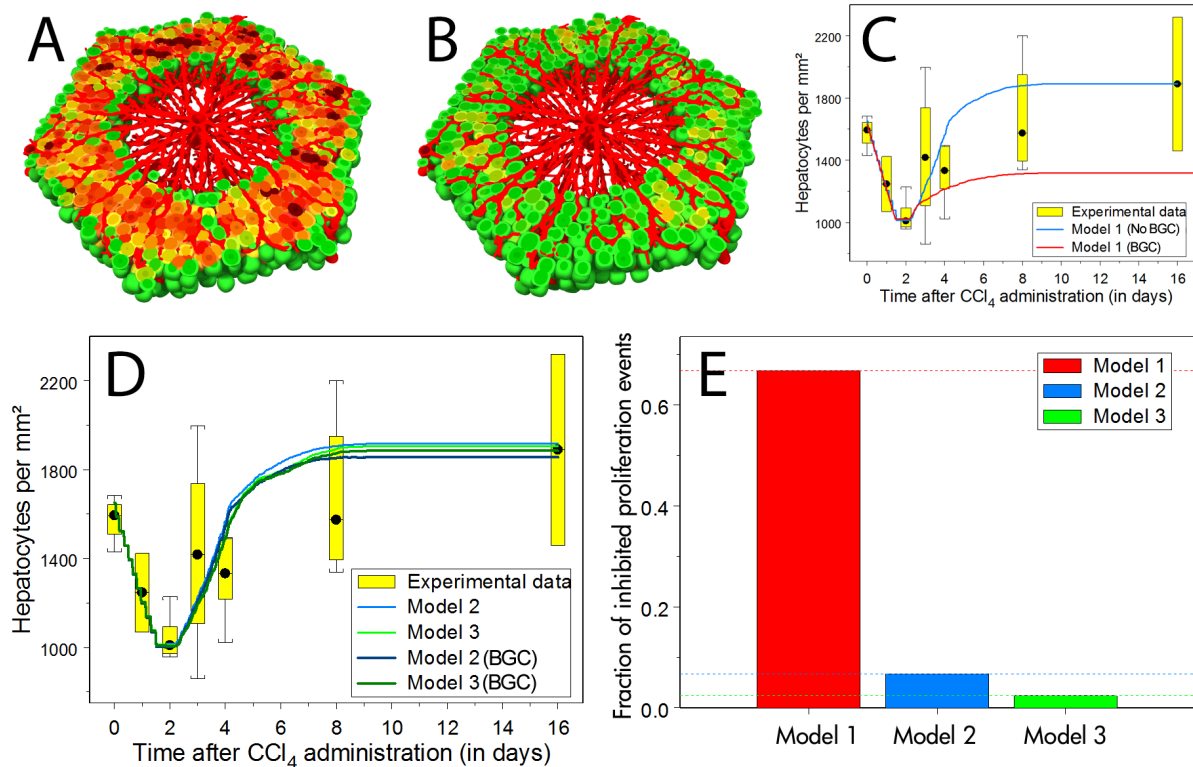 A
B
C
Hepatocytes per mm²
2200
1800
1400
1000
Experimental data
Model 1 (No BGC)
Model 1 (BGC)
0 2 4 6 8 10 12 14 16
Time after CCl₄ administration (in days)
D
Hepatocytes per mm²
2200
1800
1400
1000
Experimental data
Model 2
Model 3
Model 2 (BGC)
Model 3 (BGC)
0 2 4 6 8 10 12 14 16
Time after CCl₄ administration (in days)
E
Fraction of inhibited proliferation events
0.6
0.4
0.2
0.0
Model 1
Model 2
Model 3
Model 1 Model 2 Model 3